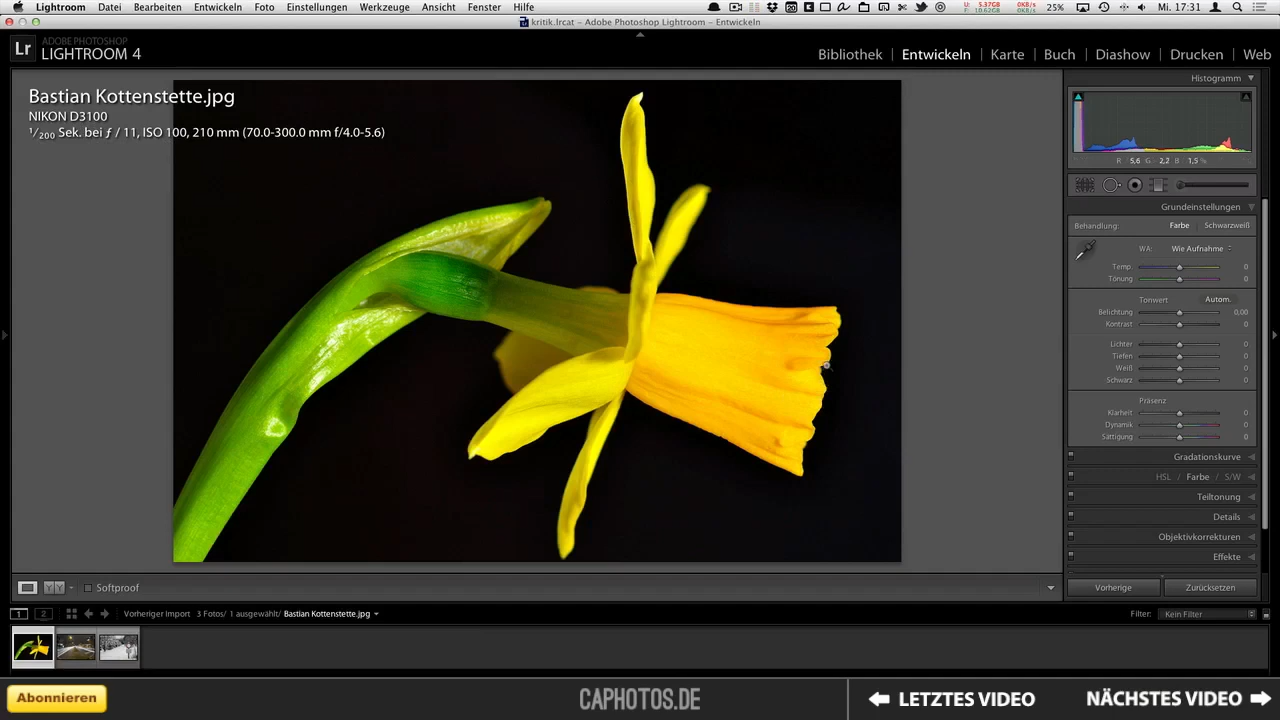 Lightroom Datei Bearbeiten Entwickeln Foto Einstellungen Werkzeuge Ansicht Fenster Hilfe 25% Mi. 17:31
kritik.lrcat – Adobe Photoshop Lightroom – Entwickeln
Lr ADOBE PHOTOSHOP
LIGHTROOM 4
Bibliothek | Entwickeln | Karte | Buch | Diashow | Drucken | Web
Bastian Kottenstette.jpg
NIKON D3100
1/200 Sek. bei ƒ / 11, ISO 100, 210 mm (70.0-300.0 mm f/4.0-5.6)
Histogramm
R 5,6 G 2,2 B 1,5 %
Grundeinstellungen
Behandlung: Farbe Schwarzweiß
WA: Wie Aufnahme
Temp. 0
Tönung 0
Tonwert Autom.
Belichtung 0,00
Kontrast 0
Lichter 0
Tiefen 0
Weiß 0
Schwarz 0
Präsenz
Klarheit 0
Dynamik 0
Sättigung 0
Gradationskurve
HSL / Farbe / S/W
Teiltonung
Details
Objektivkorrekturen
Effekte
Softproof
Vorherige Zurücksetzen
1 2 Vorheriger Import 3 Fotos/ 1 ausgewählt/ Bastian Kottenstette.jpg Filter: Kein Filter
Abonnieren CAPHOTOS.DE LETZTES VIDEO NÄCHSTES VIDEO